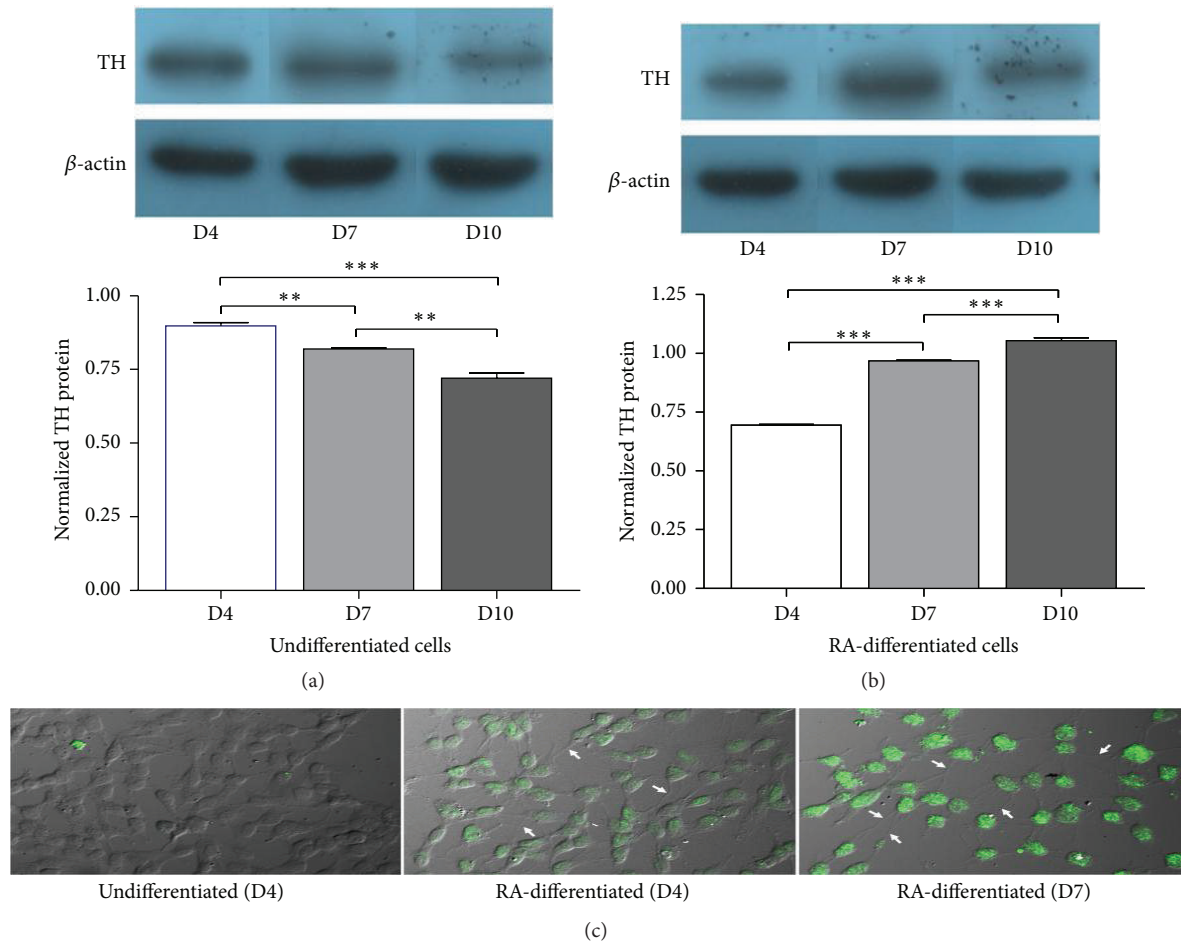 TH
β-actin
D4 D7 D10
***
**
**
1.00
0.75
0.50
0.25
0.00
Normalized TH protein
D4 D7 D10
Undifferentiated cells
(a)
TH
β-actin
D4 D7 D10
***
***
***
1.25
1.00
0.75
0.50
0.25
0.00
Normalized TH protein
D4 D7 D10
RA-differentiated cells
(b)
Undifferentiated (D4)
RA-differentiated (D4)
RA-differentiated (D7)
(c)